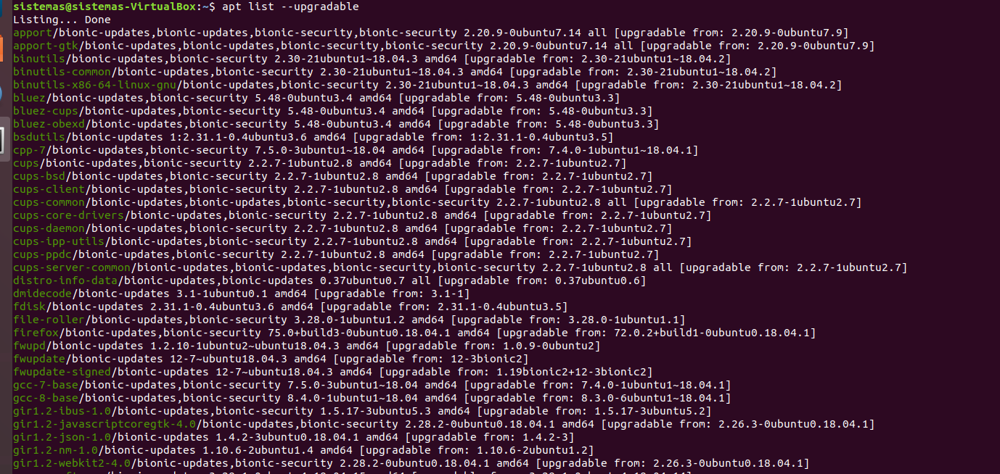 sistemas@sistemas-VirtualBox:~$ apt list --upgradable
Listing... Done
apport/bionic-updates,bionic-updates,bionic-security,bionic-security 2.20.9-0ubuntu7.14 all [upgradable from: 2.20.9-0ubuntu7.9]
apport-gtk/bionic-updates,bionic-updates,bionic-security,bionic-security 2.20.9-0ubuntu7.14 all [upgradable from: 2.20.9-0ubuntu7.9]
binutils/bionic-updates,bionic-security 2.30-21ubuntu1~18.04.3 amd64 [upgradable from: 2.30-21ubuntu1~18.04.2]
binutils-common/bionic-updates,bionic-security 2.30-21ubuntu1~18.04.3 amd64 [upgradable from: 2.30-21ubuntu1~18.04.2]
binutils-x86-64-linux-gnu/bionic-updates,bionic-security 2.30-21ubuntu1~18.04.3 amd64 [upgradable from: 2.30-21ubuntu1~18.04.2]
bluez/bionic-updates,bionic-security 5.48-0ubuntu3.4 amd64 [upgradable from: 5.48-0ubuntu3.3]
bluez-cups/bionic-updates,bionic-security 5.48-0ubuntu3.4 amd64 [upgradable from: 5.48-0ubuntu3.3]
bluez-obexd/bionic-updates,bionic-security 5.48-0ubuntu3.4 amd64 [upgradable from: 5.48-0ubuntu3.3]
bsdutils/bionic-updates 1:2.31.1-0.4ubuntu3.6 amd64 [upgradable from: 1:2.31.1-0.4ubuntu3.5]
cpp-7/bionic-updates,bionic-security 7.5.0-3ubuntu1~18.04 amd64 [upgradable from: 7.4.0-1ubuntu1~18.04.1]
cups/bionic-updates,bionic-security 2.2.7-1ubuntu2.8 amd64 [upgradable from: 2.2.7-1ubuntu2.7]
cups-bsd/bionic-updates,bionic-security 2.2.7-1ubuntu2.8 amd64 [upgradable from: 2.2.7-1ubuntu2.7]
cups-client/bionic-updates,bionic-security 2.2.7-1ubuntu2.8 amd64 [upgradable from: 2.2.7-1ubuntu2.7]
cups-common/bionic-updates,bionic-updates,bionic-security,bionic-security 2.2.7-1ubuntu2.8 all [upgradable from: 2.2.7-1ubuntu2.7]
cups-core-drivers/bionic-updates,bionic-security 2.2.7-1ubuntu2.8 amd64 [upgradable from: 2.2.7-1ubuntu2.7]
cups-daemon/bionic-updates,bionic-security 2.2.7-1ubuntu2.8 amd64 [upgradable from: 2.2.7-1ubuntu2.7]
cups-ipp-utils/bionic-updates,bionic-security 2.2.7-1ubuntu2.8 amd64 [upgradable from: 2.2.7-1ubuntu2.7]
cups-ppdc/bionic-updates,bionic-security 2.2.7-1ubuntu2.8 amd64 [upgradable from: 2.2.7-1ubuntu2.7]
cups-server-common/bionic-updates,bionic-updates,bionic-security,bionic-security 2.2.7-1ubuntu2.8 all [upgradable from: 2.2.7-1ubuntu2.7]
distro-info-data/bionic-updates,bionic-updates 0.37ubuntu0.7 all [upgradable from: 0.37ubuntu0.6]
dmidecode/bionic-updates 3.1-1ubuntu0.1 amd64 [upgradable from: 3.1-1]
fdisk/bionic-updates 2.31.1-0.4ubuntu3.6 amd64 [upgradable from: 2.31.1-0.4ubuntu3.5]
file-roller/bionic-updates,bionic-security 3.28.0-1ubuntu1.2 amd64 [upgradable from: 3.28.0-1ubuntu1.1]
firefox/bionic-updates,bionic-security 75.0+build3-0ubuntu0.18.04.1 amd64 [upgradable from: 72.0.2+build1-0ubuntu0.18.04.1]
fwupd/bionic-updates 1.2.10-1ubuntu2~ubuntu18.04.3 amd64 [upgradable from: 1.0.9-0ubuntu2]
fwupdate/bionic-updates 12-7~ubuntu18.04.3 amd64 [upgradable from: 12-3bionic2]
fwupdate-signed/bionic-updates 12-7~ubuntu18.04.3 amd64 [upgradable from: 1.19bionic2+12-3bionic2]
gcc-7-base/bionic-updates,bionic-security 7.5.0-3ubuntu1~18.04 amd64 [upgradable from: 7.4.0-1ubuntu1~18.04.1]
gcc-8-base/bionic-updates,bionic-security 8.4.0-1ubuntu1~18.04 amd64 [upgradable from: 8.3.0-6ubuntu1~18.04.1]
gir1.2-ibus-1.0/bionic-updates 1.5.17-3ubuntu5.3 amd64 [upgradable from: 1.5.17-3ubuntu5.2]
gir1.2-javascriptcoregtk-4.0/bionic-updates,bionic-security 2.28.2-0ubuntu0.18.04.1 amd64 [upgradable from: 2.26.3-0ubuntu0.18.04.1]
gir1.2-json-1.0/bionic-updates 1.4.2-3ubuntu0.18.04.1 amd64 [upgradable from: 1.4.2-3]
gir1.2-nm-1.0/bionic-updates 1.10.6-2ubuntu1.4 amd64 [upgradable from: 1.10.6-2ubuntu1.2]
gir1.2-webkit2-4.0/bionic-updates,bionic-security 2.28.2-0ubuntu0.18.04.1 amd64 [upgradable from: 2.26.3-0ubuntu0.18.04.1]